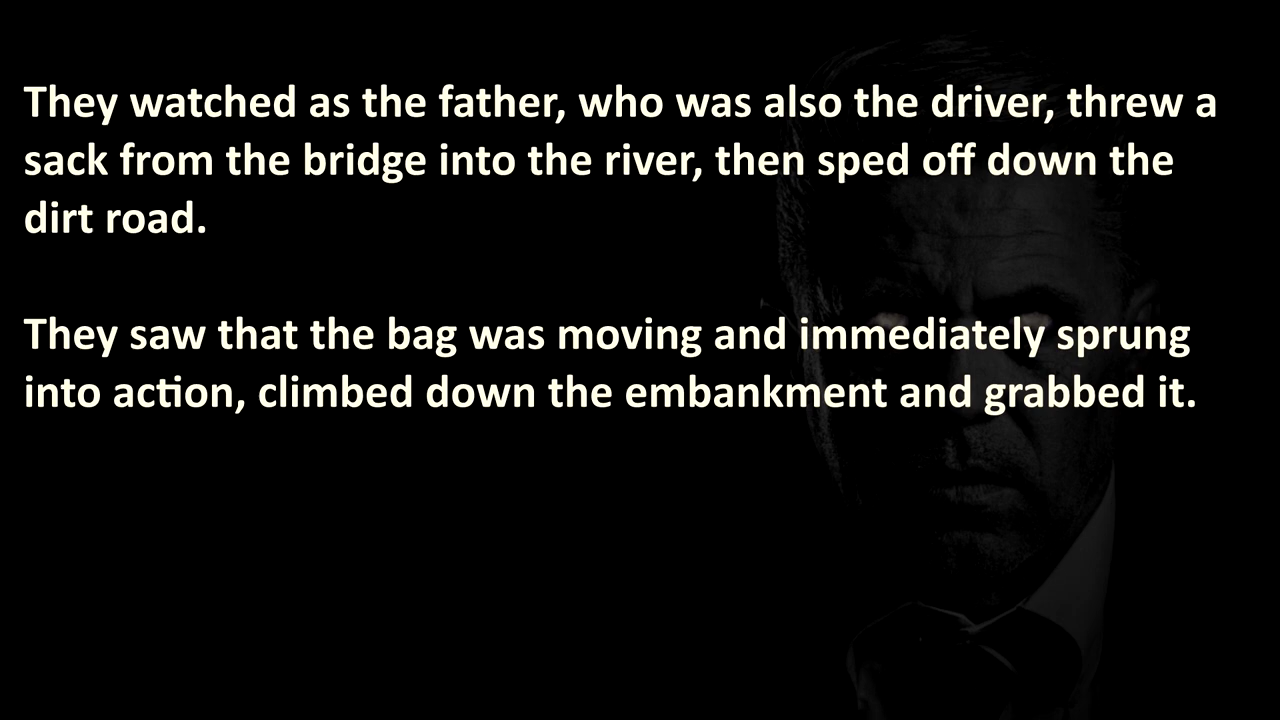 They watched as the father, who was also the driver, threw a
sack from the bridge into the river, then sped off down the
dirt road.
They saw that the bag was moving and immediately sprung
into action, climbed down the embankment and grabbed it.